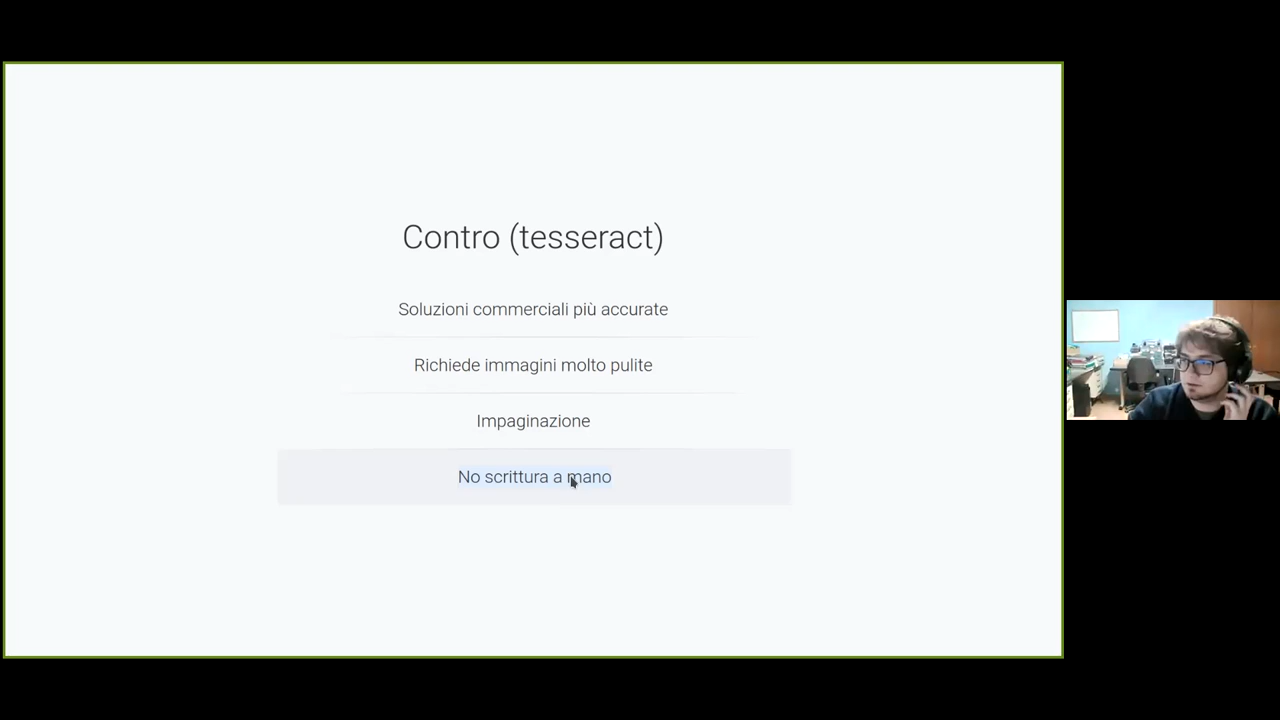 Contro (tesseract)
Soluzioni commerciali più accurate
Richiede immagini molto pulite
Impaginazione
No scrittura a mano